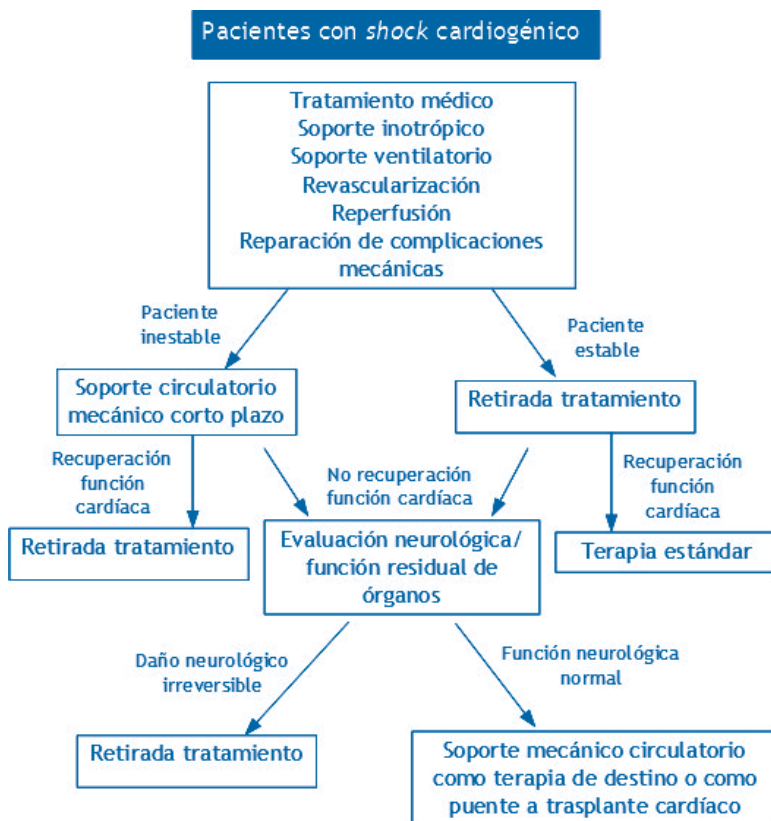 Pacientes con shock cardiogénico
Tratamiento médico
Soporte inotrópico
Soporte ventilatorio
Revascularización
Reperfusión
Reparación de complicaciones
mecánicas
Paciente
inestable
Paciente
estable
Soporte circulatorio
mecánico corto plazo
Retirada tratamiento
Recuperación
función
cardíaca
No recuperación
función cardíaca
Recuperación
función
cardíaca
Retirada tratamiento
Evaluación neurológica/
función residual de
órganos
Terapia estándar
Daño neurológico
irreversible
Función neurológica
normal
Retirada tratamiento
Soporte mecánico circulatorio
como terapia de destino o como
puente a trasplante cardíaco